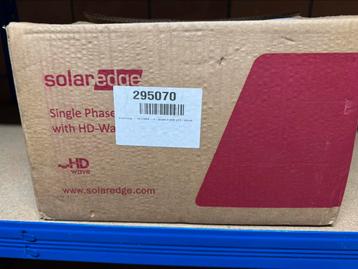 solaredge
295070
Single Phase
with HD-Wa
HD
wave
www.solaredge.com